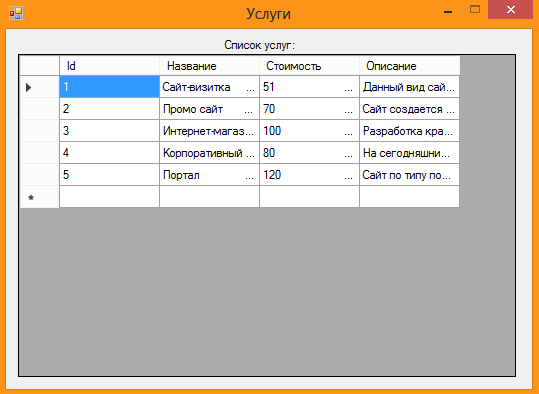 Услуги
Список услуг:
Id Название Стоимость Описание
1 Сайт-визитка ... 51 ... Данный вид сай...
2 Промо сайт ... 70 ... Сайт создается ...
3 Интернет-магаз... 100 ... Разработка кра...
4 Корпоративный ... 80 ... На сегодняшни...
5 Портал ... 120 ... Сайт по типу по...